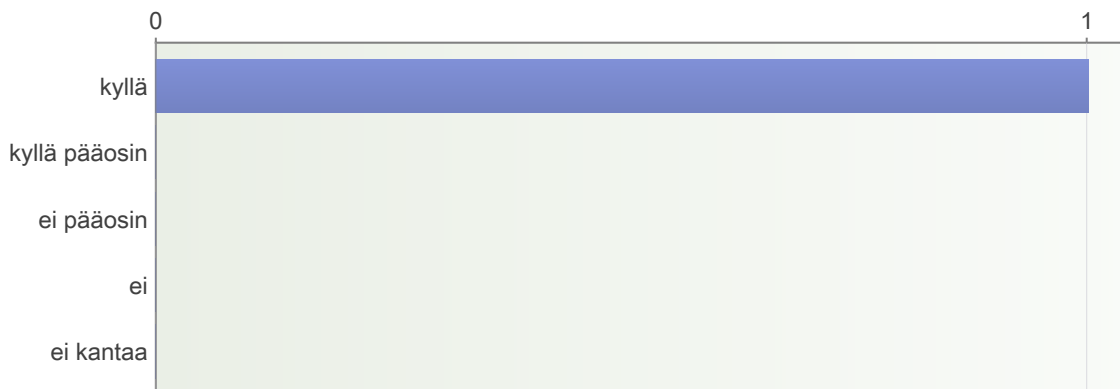 0 1
kyllä
kyllä pääosin
ei pääosin
ei
ei kantaa